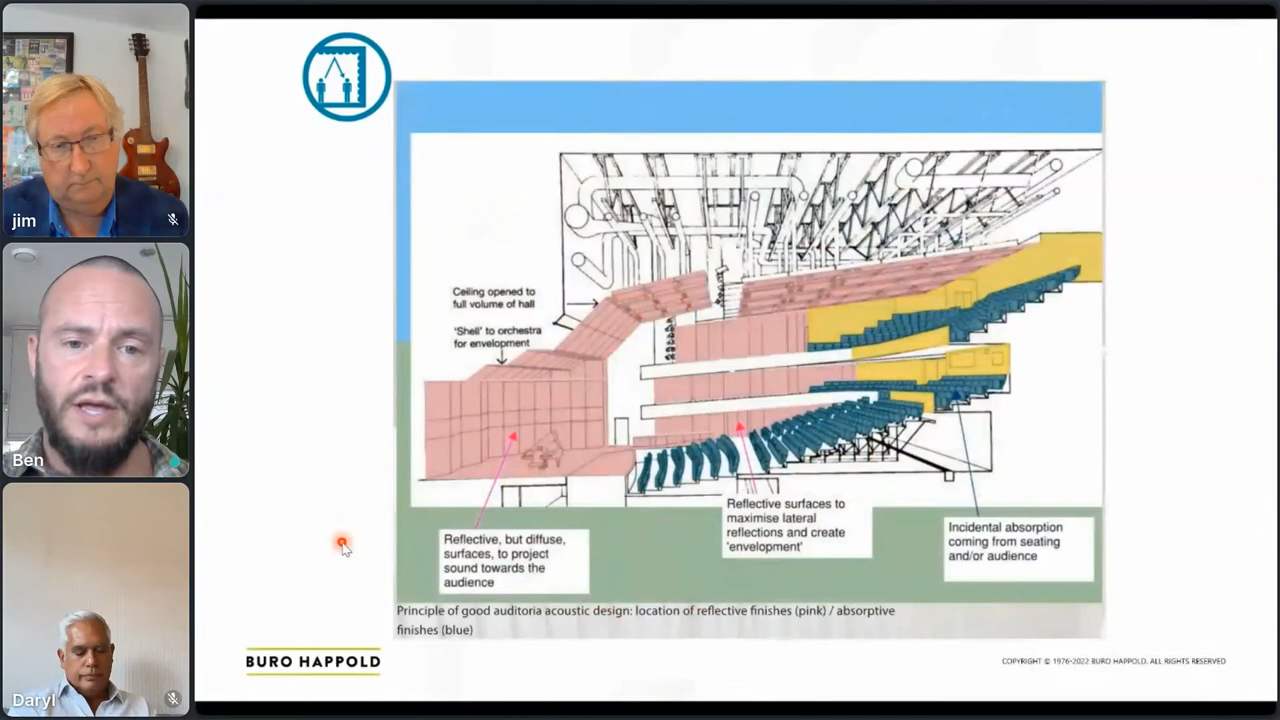 jim
Ben
Daryl
Ceiling opened to
full volume of hall
'Shell' to orchestra
for envelopment
Reflective, but diffuse,
surfaces, to project
sound towards the
audience
Reflective surfaces to
maximise lateral
reflections and create
'envelopment'
Incidental absorption
coming from seating
and/or audience
Principle of good auditoria acoustic design: location of reflective finishes (pink) / absorptive
finishes (blue)
BURO HAPPOLD
COPYRIGHT © 1976-2022 BURO HAPPOLD. ALL RIGHTS RESERVED